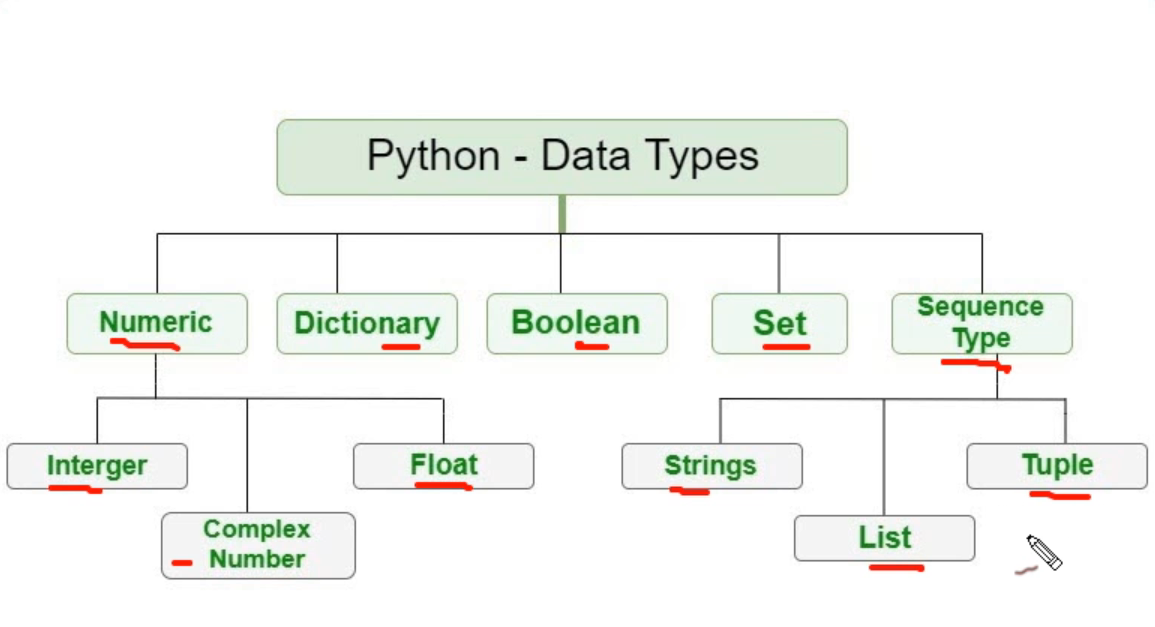 Python - Data Types
Numeric
Dictionary
Boolean
Set
Sequence
Type
Interger
Float
Strings
Tuple
Complex
Number
List